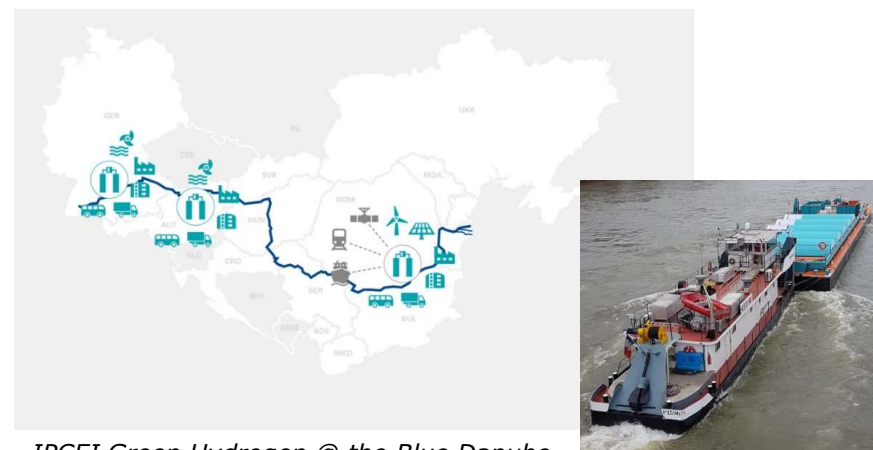 UKR
GER
PL
CZE
SVK
MDA
ROM
AUT
HUN
SLO
CRO
BIH
SER
BUL
MNE
KOS
MKD
IPCEI Green Hydrogen @ the Blue Danube